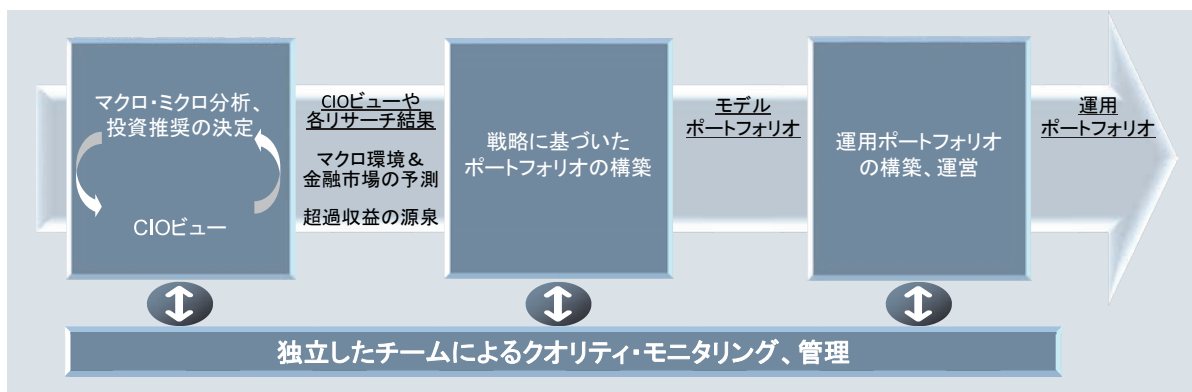 マクロ・ミクロ分析、
投資推奨の決定
CIOビュー
CIOビューや
各リサーチ結果
マクロ環境＆
金融市場の予測
超過収益の源泉
戦略に基づいた
ポートフォリオの構築
モデル
ポートフォリオ
運用ポートフォリオ
の構築、運営
運用
ポートフォリオ
独立したチームによるクオリティ・モニタリング、管理